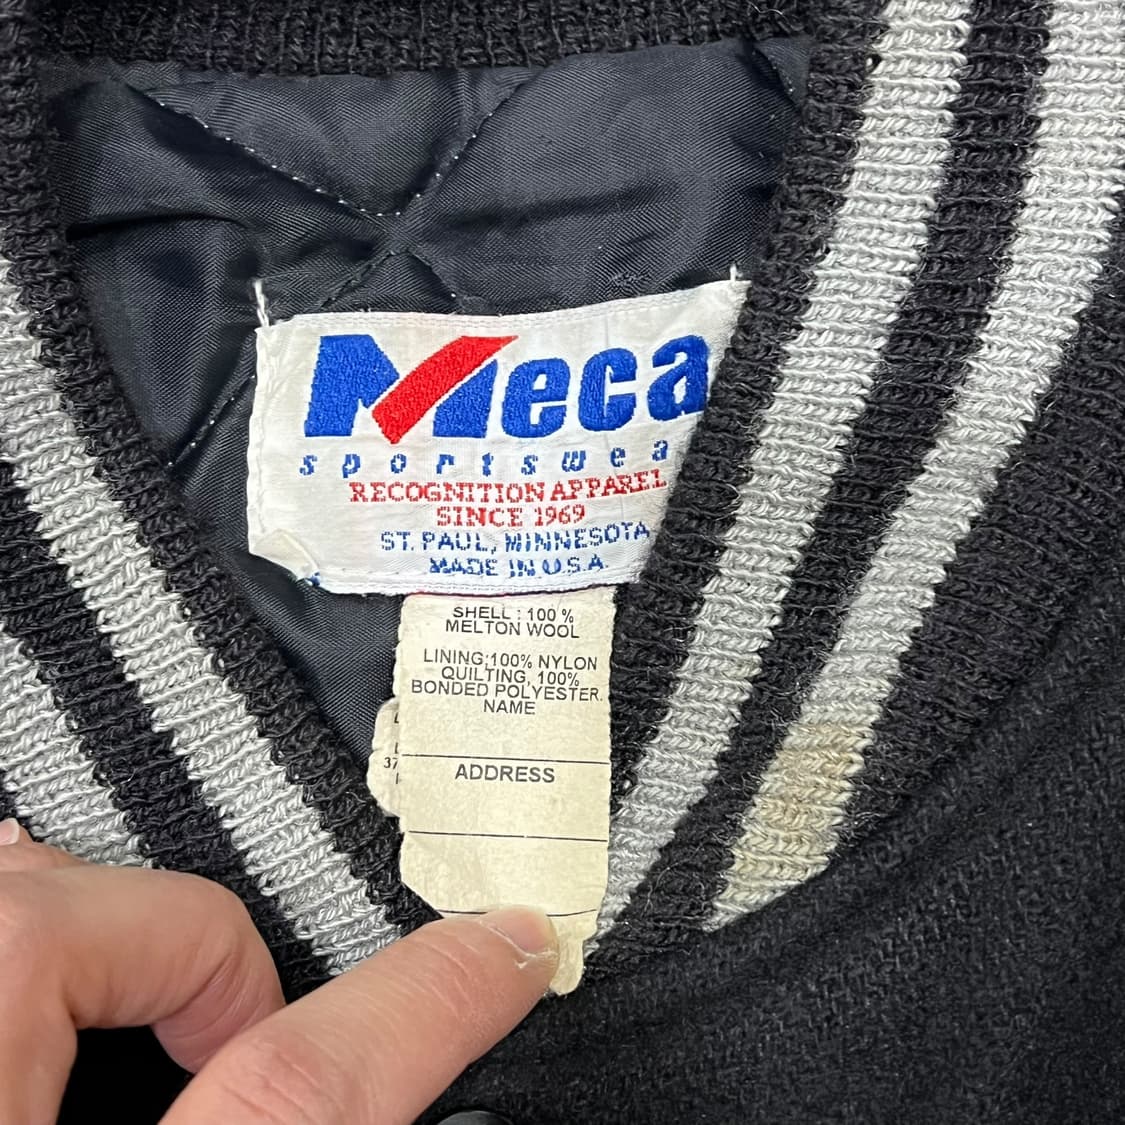 Meca
sportswea
RECOGNITION APPAREL
SINCE 1969
ST. PAUL, MINNESOTA
MADE IN U.S.A.
SHELL : 100 %
MELTON WOOL
LINING;100% NYLON
QUILTING, 100%
BONDED POLYESTER.
NAME
ADDRESS
37